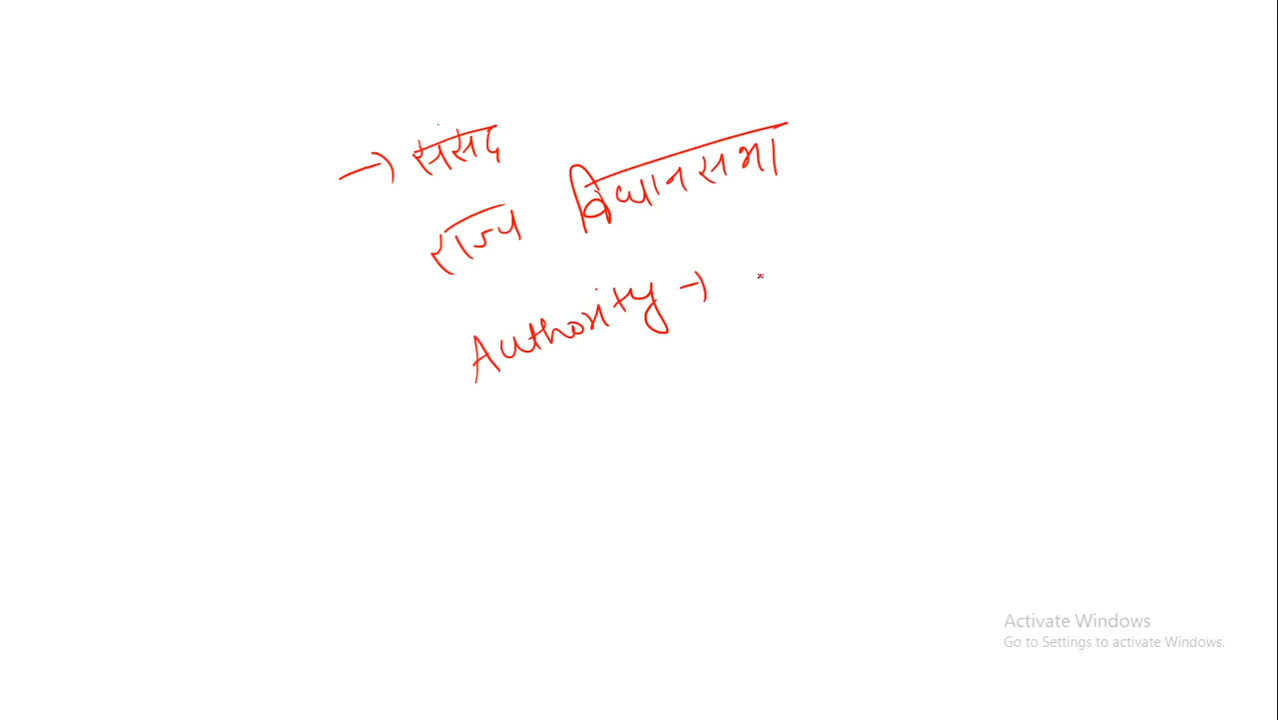 → संसद
राज्य विधानसभा
Authority →
Activate Windows
Go to Settings to activate Windows.